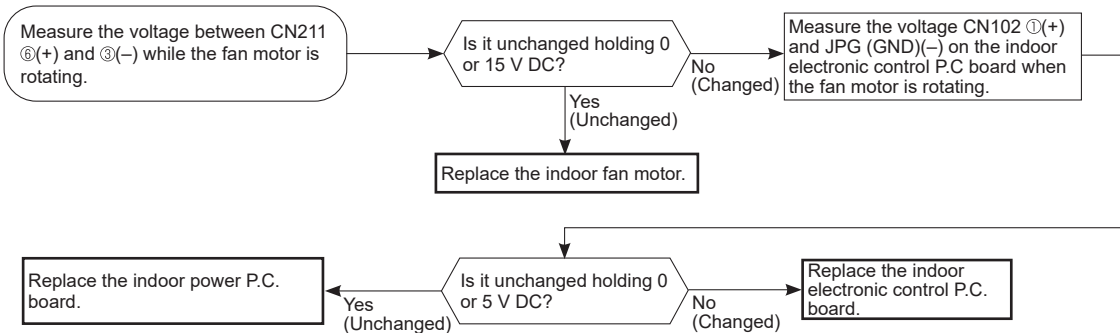 Measure the voltage between CN211
⑥(+) and ③(–) while the fan motor is
rotating.
Is it unchanged holding 0
or 15 V DC?
No
(Changed)
Measure the voltage CN102 ①(+)
and JPG (GND)(–) on the indoor
electronic control P.C board when
the fan motor is rotating.
Yes
(Unchanged)
Replace the indoor fan motor.
Replace the indoor power P.C.
board.
Yes
(Unchanged)
Is it unchanged holding 0
or 5 V DC?
No
(Changed)
Replace the indoor
electronic control P.C.
board.